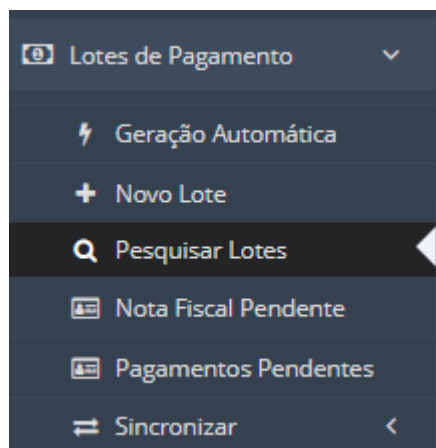 Lotes de Pagamento
Geração Automática
Novo Lote
Pesquisar Lotes
Nota Fiscal Pendente
Pagamentos Pendentes
Sincronizar